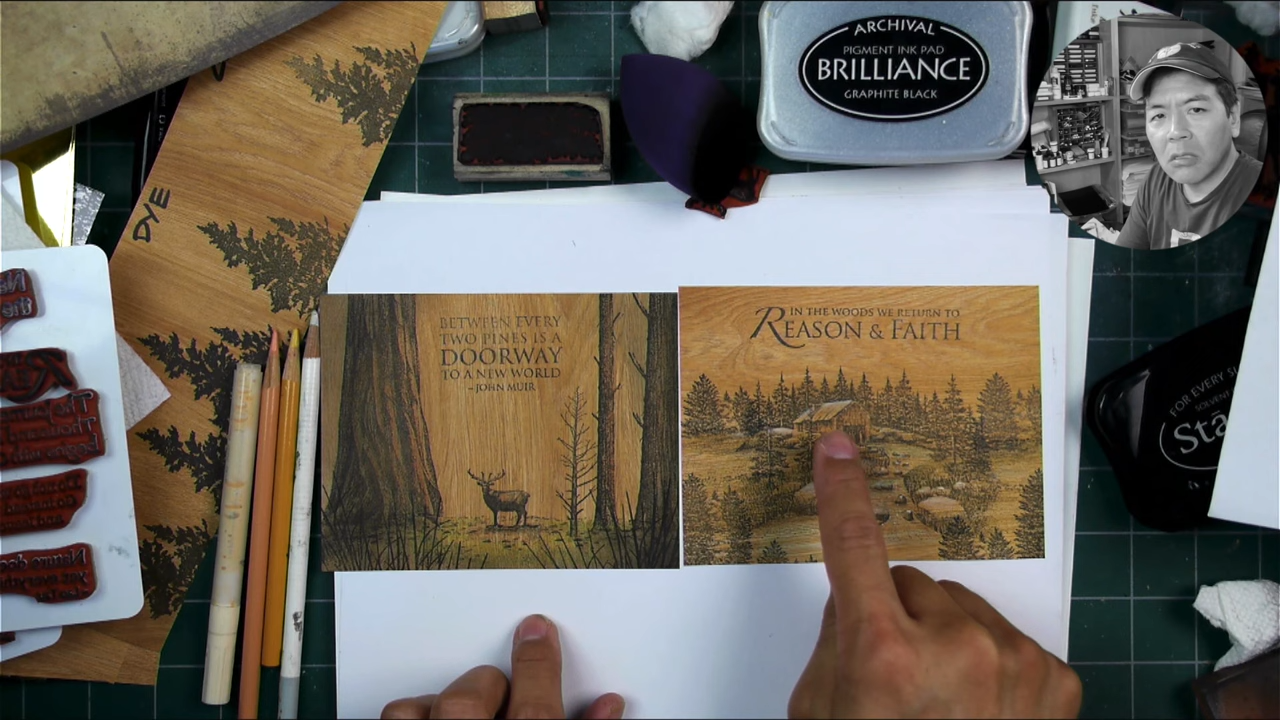 ARCHIVAL
PIGMENT INK PAD
BRILLIANCE
GRAPHITE BLACK
DYE
BETWEEN EVERY
TWO PINES IS A
DOORWAY
TO A NEW WORLD
~ JOHN MUIR
IN THE WOODS WE RETURN TO
REASON & FAITH
FOR EVERY
SOLVENT